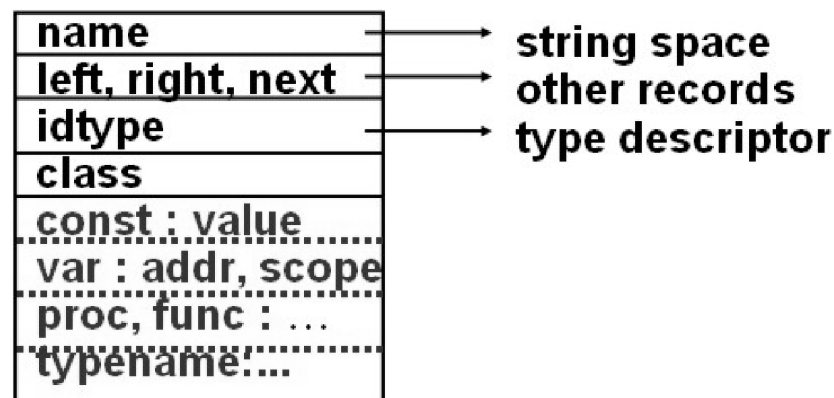 name
string space
left, right, next
other records
idtype
type descriptor
class
const : value
var : addr, scope
proc, func : ...
typename:...